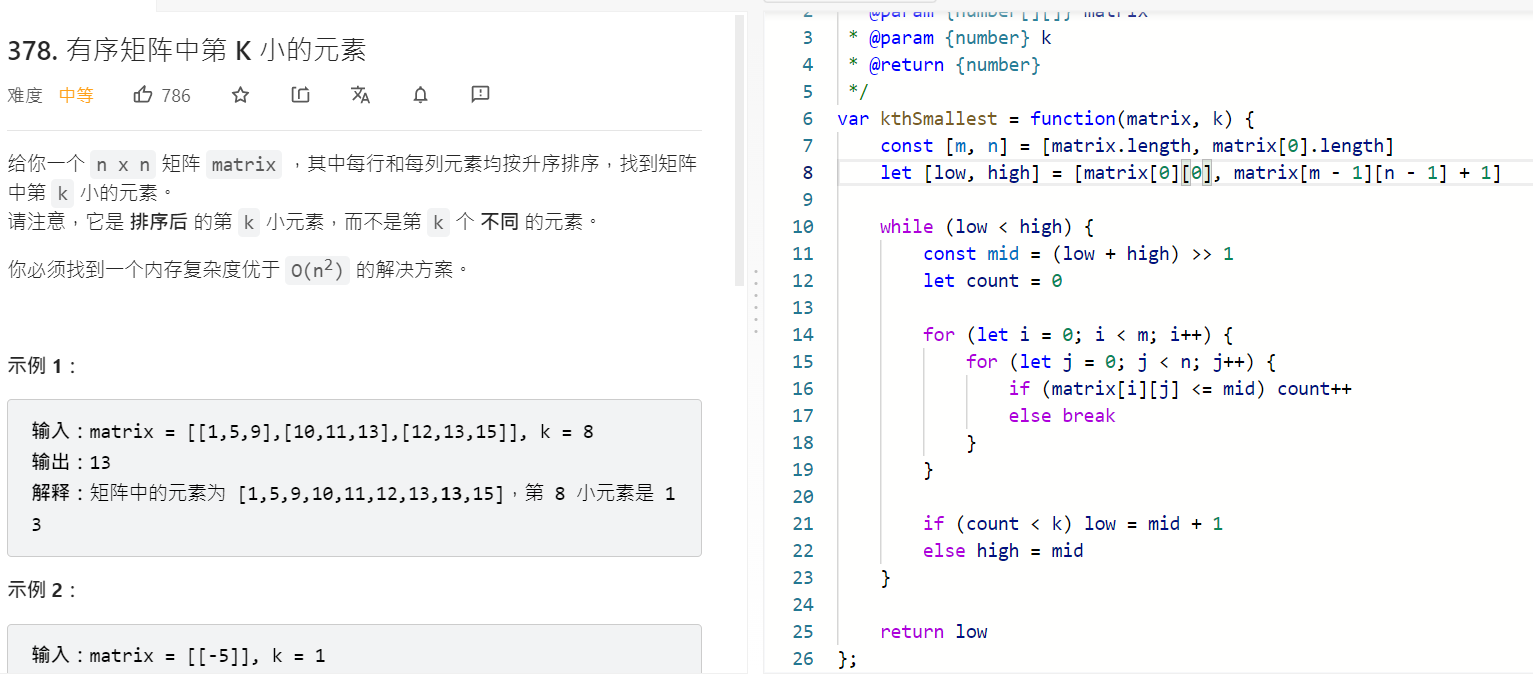 378. 有序矩阵中第 K 小的元素
难度 中等 786
给你一个 n x n 矩阵 matrix ，其中每行和每列元素均按升序排序，找到矩阵
中第 k 小的元素。
请注意，它是 排序后 的第 k 小元素，而不是第 k 个 不同 的元素。
你必须找到一个内存复杂度优于 O(n²) 的解决方案。
示例 1：
输入：matrix = [[1,5,9],[10,11,13],[12,13,15]], k = 8
输出：13
解释：矩阵中的元素为 [1,5,9,10,11,12,13,13,15]，第 8 小元素是 1
3
示例 2：
输入：matrix = [[-5]], k = 1
2 @param {number[][]} matrix
3 * @param {number} k
4 * @return {number}
5 */
6 var kthSmallest = function(matrix, k) {
7 const [m, n] = [matrix.length, matrix[0].length]
8 let [low, high] = [matrix[0][0], matrix[m - 1][n - 1] + 1]
9
10 while (low < high) {
11 const mid = (low + high) >> 1
12 let count = 0
13
14 for (let i = 0; i < m; i++) {
15 for (let j = 0; j < n; j++) {
16 if (matrix[i][j] <= mid) count++
17 else break
18 }
19 }
20
21 if (count < k) low = mid + 1
22 else high = mid
23 }
24
25 return low
26 };